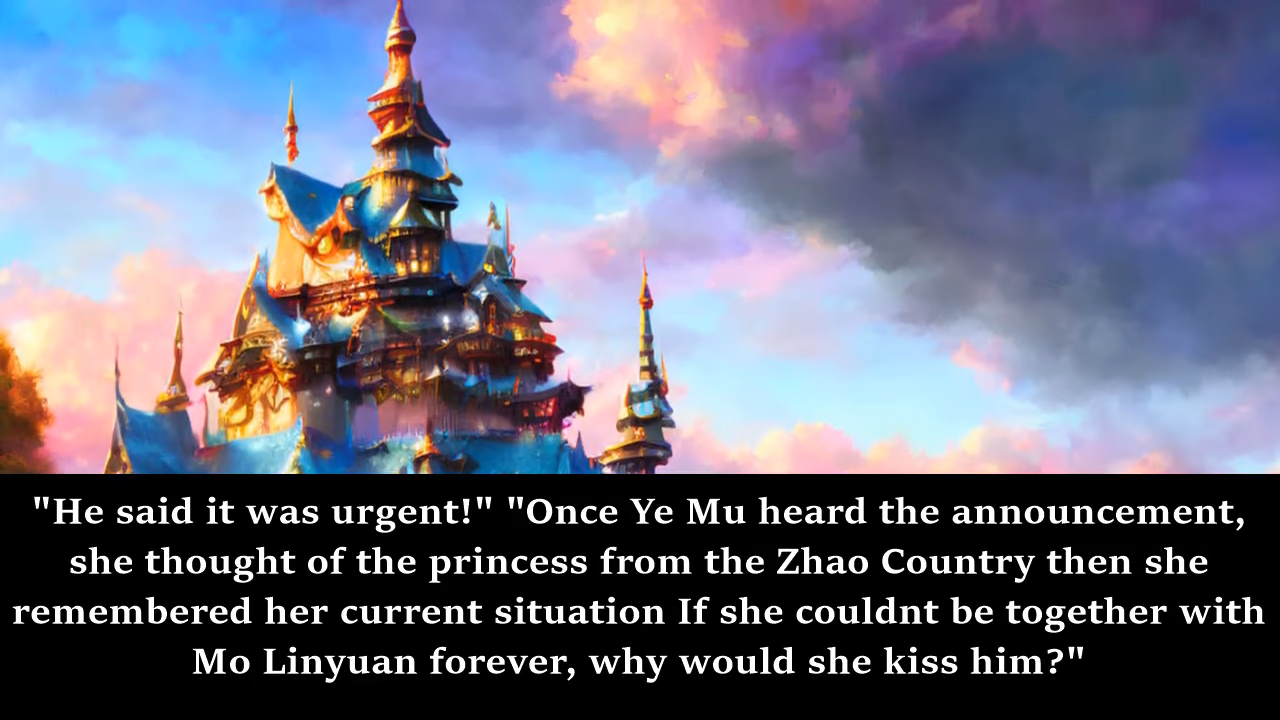 "He said it was urgent!" "Once Ye Mu heard the announcement,
she thought of the princess from the Zhao Country then she
remembered her current situation If she couldnt be together with
Mo Linyuan forever, why would she kiss him?"